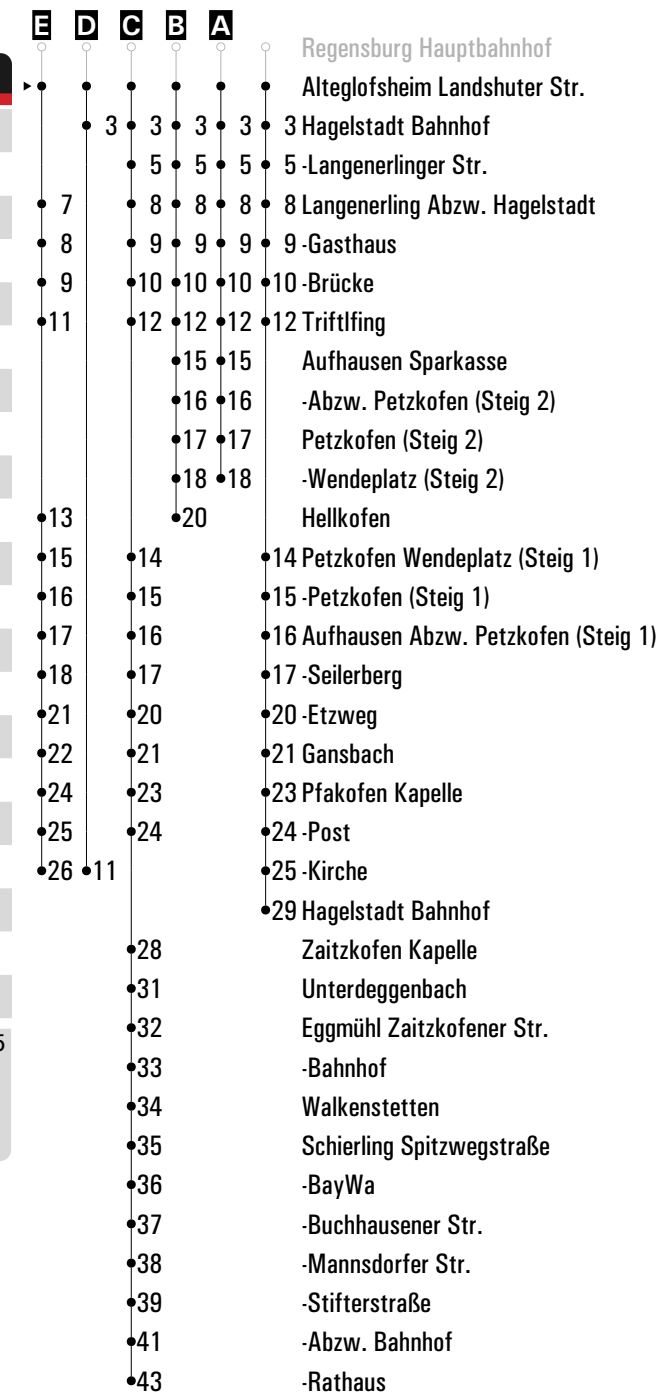 E D C B A
Regensburg Hauptbahnhof
Alteglofsheim Landshuter Str.
3 3 3 3 3 Hagelstadt Bahnhof
5 5 5 5 -Langenerlinger Str.
7 8 8 8 8 Langenerling Abzw. Hagelstadt
8 9 9 9 9 -Gasthaus
9 10 10 10 10 -Brücke
11 12 12 12 12 Triftlfing
15 15 Aufhausen Sparkasse
16 16 -Abzw. Petzkofen (Steig 2)
17 17 Petzkofen (Steig 2)
18 18 -Wendeplatz (Steig 2)
13 20 Hellkofen
15 14 14 Petzkofen Wendeplatz (Steig 1)
16 15 15 -Petzkofen (Steig 1)
17 16 16 Aufhausen Abzw. Petzkofen (Steig 1)
18 17 17 -Seilerberg
21 20 20 -Etzweg
22 21 21 Gansbach
24 23 23 Pfakofen Kapelle
25 24 24 -Post
26 11 25 -Kirche
29 Hagelstadt Bahnhof
28 Zaitzkofen Kapelle
31 Unterdeggenbach
5 32 Eggmühl Zaitzkofener Str.
33 -Bahnhof
34 Walkenstetten
35 Schierling Spitzwegstraße
36 -BayWa
37 -Buchhausener Str.
38 -Mannsdorfer Str.
39 -Stifterstraße
41 -Abzw. Bahnhof
43 -Rathaus